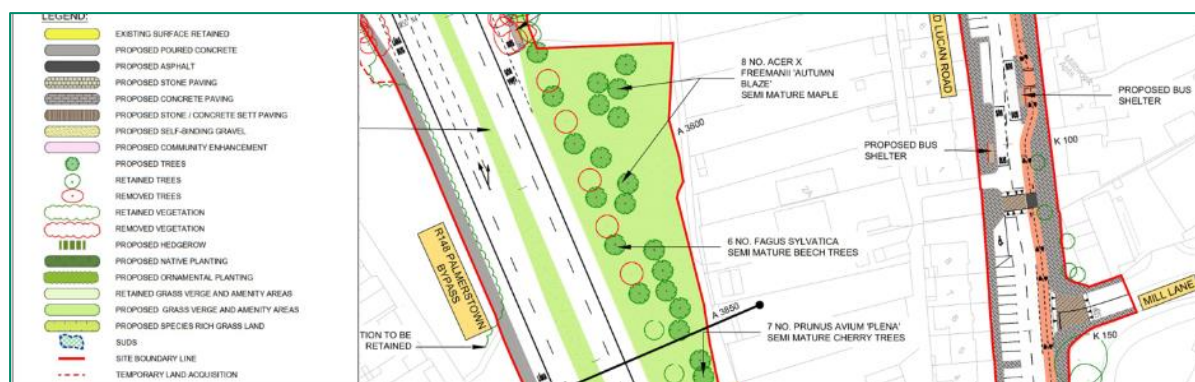 LEGEND:
EXISTING SURFACE RETAINED
PROPOSED POURED CONCRETE
PROPOSED ASPHALT
PROPOSED STONE PAVING
PROPOSED CONCRETE PAVING
PROPOSED STONE / CONCRETE SETT PAVING
PROPOSED SELF-BINDING GRAVEL
PROPOSED COMMUNITY ENHANCEMENT
PROPOSED TREES
RETAINED TREES
REMOVED TREES
RETAINED VEGETATION
REMOVED VEGETATION
PROPOSED HEDGEROW
PROPOSED NATIVE PLANTING
PROPOSED ORNAMENTAL PLANTING
RETAINED GRASS VERGE AND AMENITY AREAS
PROPOSED GRASS VERGE AND AMENITY AREAS
PROPOSED SPECIES RICH GRASS LAND
SUDS
SITE BOUNDARY LINE
TEMPORARY LAND ACQUISITION
R148 PALMERSTOWN
BYPASS
TION TO BE
RETAINED
8 NO. ACER X
FREEMANII 'AUTUMN
BLAZE'
SEMI MATURE MAPLE
A 3800
6 NO. FAGUS SYLVATICA
SEMI MATURE BEECH TREES
A 3850
7 NO. PRUNUS AVIUM 'PLENA'
SEMI MATURE CHERRY TREES
D LUCAN ROAD
PROPOSED BUS
SHELTER
PROPOSED BUS
SHELTER
K 100
MILL LANE
K 150